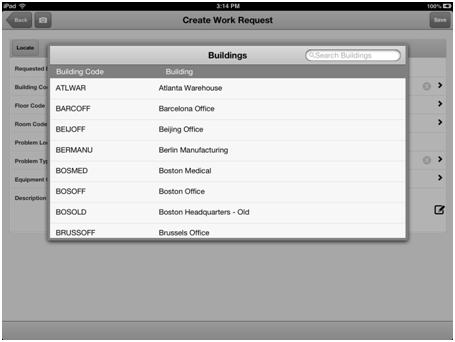 iPad 3:14 PM 100%
Back Create Work Request Save
Locate
Buildings Search Buildings
Building Code Building
Requested
Building Co
Floor Code
Room Code
Problem Lo
Problem Typ
Equipment
Description
ATLWAR Atlanta Warehouse
BARCOFF Barcelona Office
BEIJOFF Beijing Office
BERMANU Berlin Manufacturing
BOSMED Boston Medical
BOSOFF Boston Office
BOSOLD Boston Headquarters - Old
BRUSSOFF Brussels Office